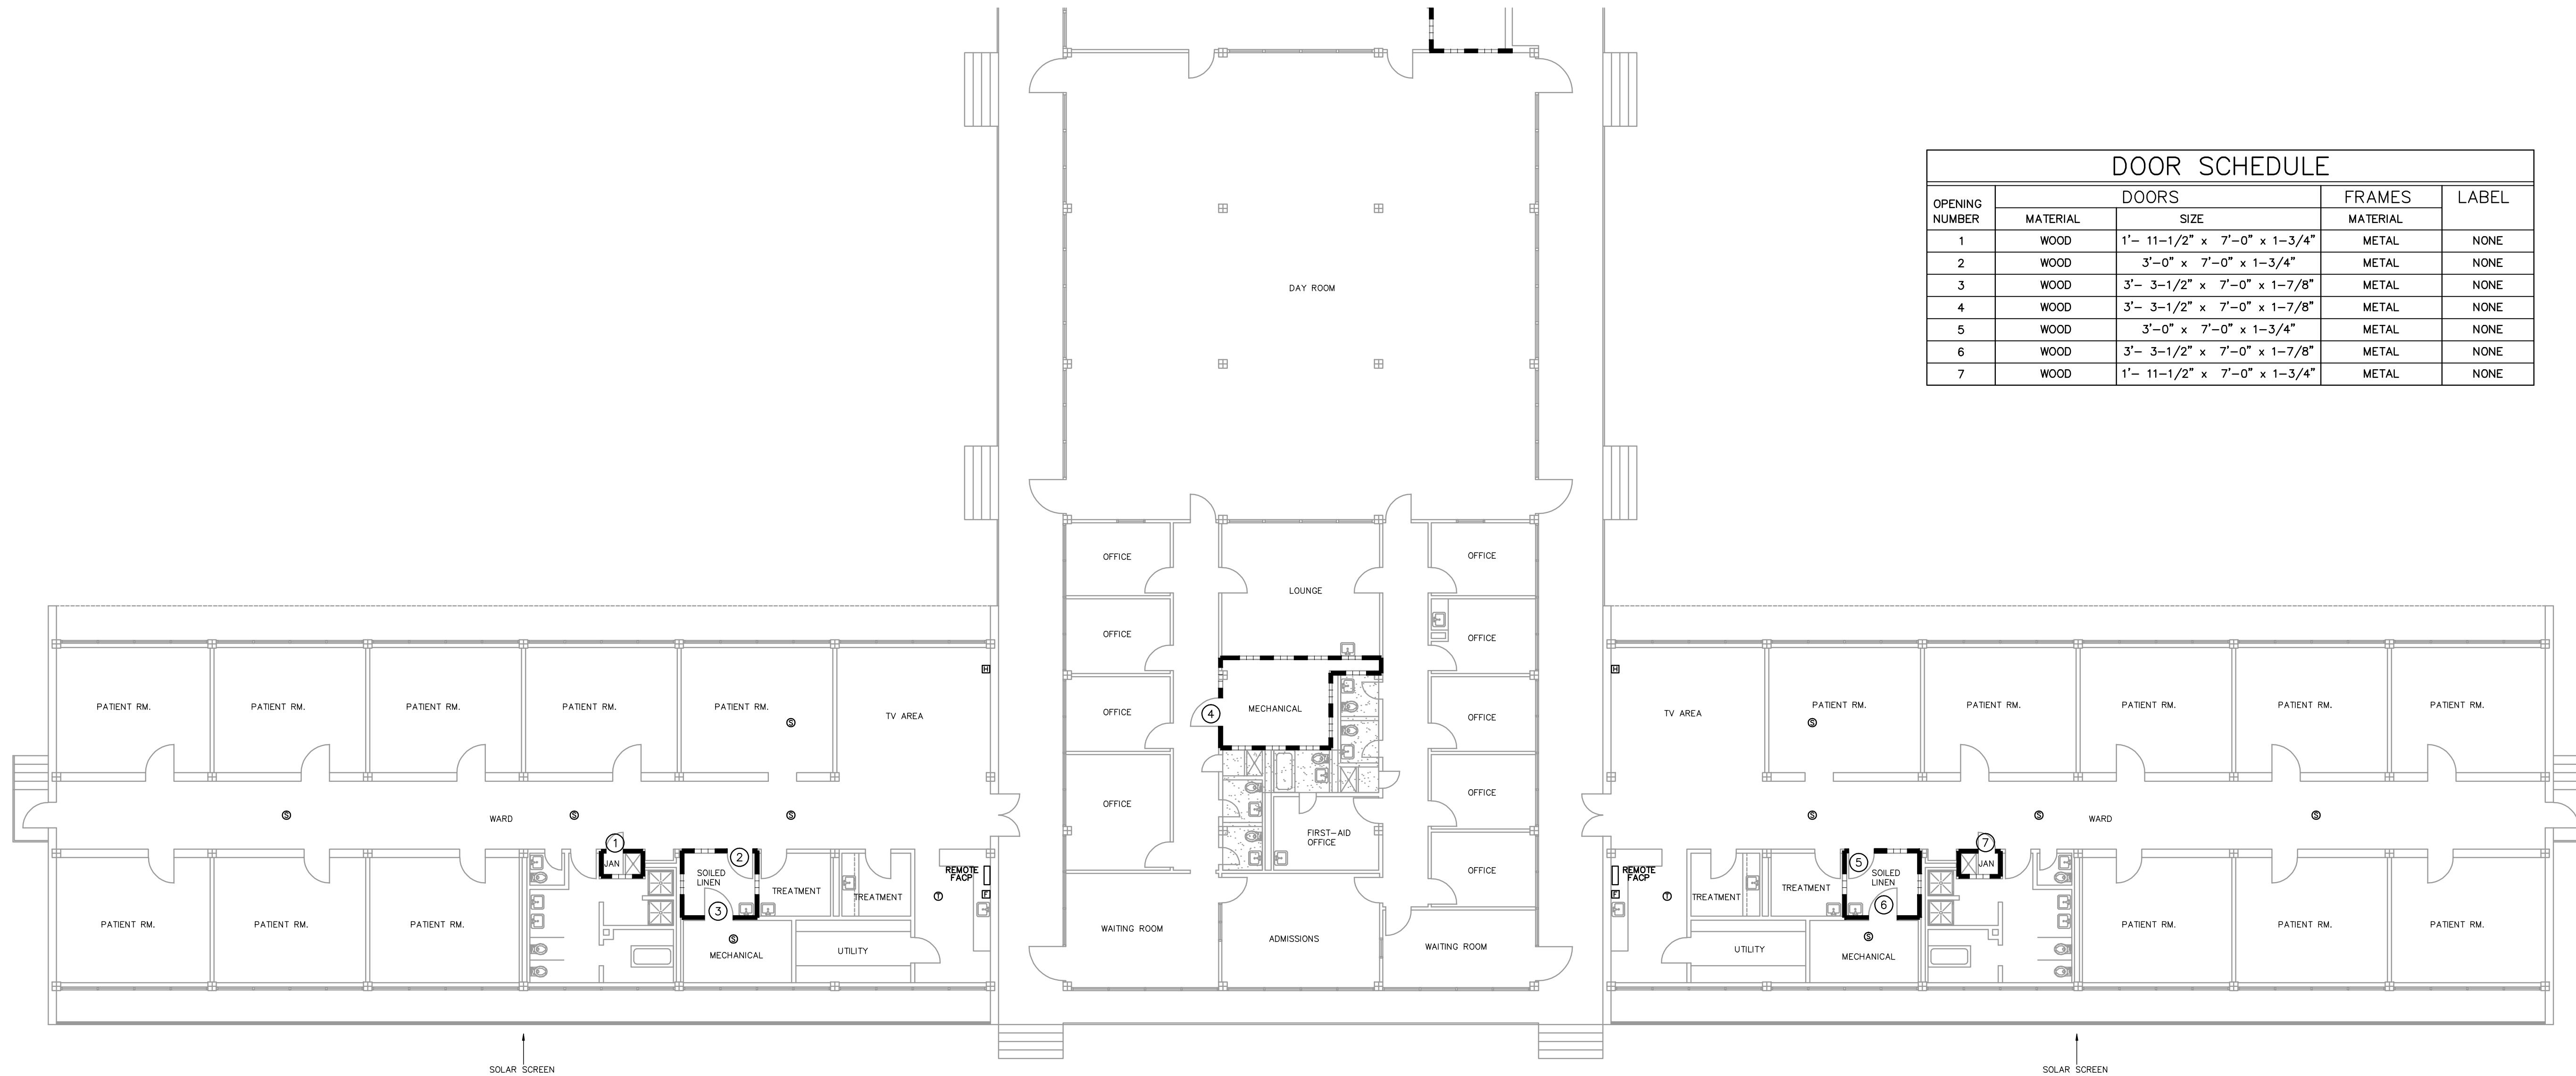 DOOR SCHEDULE
OPENING NUMBER DOORS FRAMES LABEL
MATERIAL SIZE MATERIAL
1 WOOD 1'- 11-1/2" x 7'-0" x 1-3/4" METAL NONE
2 WOOD 3'-0" x 7'-0" x 1-3/4" METAL NONE
3 WOOD 3'- 3-1/2" x 7'-0" x 1-7/8" METAL NONE
4 WOOD 3'- 3-1/2" x 7'-0" x 1-7/8" METAL NONE
5 WOOD 3'-0" x 7'-0" x 1-3/4" METAL NONE
6 WOOD 3'- 3-1/2" x 7'-0" x 1-7/8" METAL NONE
7 WOOD 1'- 11-1/2" x 7'-0" x 1-3/4" METAL NONE
DAY ROOM
OFFICE
OFFICE
LOUNGE
OFFICE
OFFICE
H
H
PATIENT RM.
PATIENT RM.
PATIENT RM.
PATIENT RM.
PATIENT RM.
S
TV AREA
OFFICE
4
MECHANICAL
OFFICE
TV AREA
PATIENT RM.
S
PATIENT RM.
PATIENT RM.
PATIENT RM.
PATIENT RM.
OFFICE
OFFICE
S
WARD
S
S
S
S
WARD
S
FIRST-AID
OFFICE
1
JAN
2
SOILED
LINEN
3
TREATMENT
TREATMENT
REMOTE
FACP
F
T
OFFICE
REMOTE
FACP
F
T
TREATMENT
TREATMENT
5
SOILED
LINEN
6
7
JAN
PATIENT RM.
PATIENT RM.
PATIENT RM.
S
MECHANICAL
UTILITY
WAITING ROOM
ADMISSIONS
WAITING ROOM
UTILITY
S
MECHANICAL
PATIENT RM.
PATIENT RM.
PATIENT RM.
SOLAR SCREEN
SOLAR SCREEN